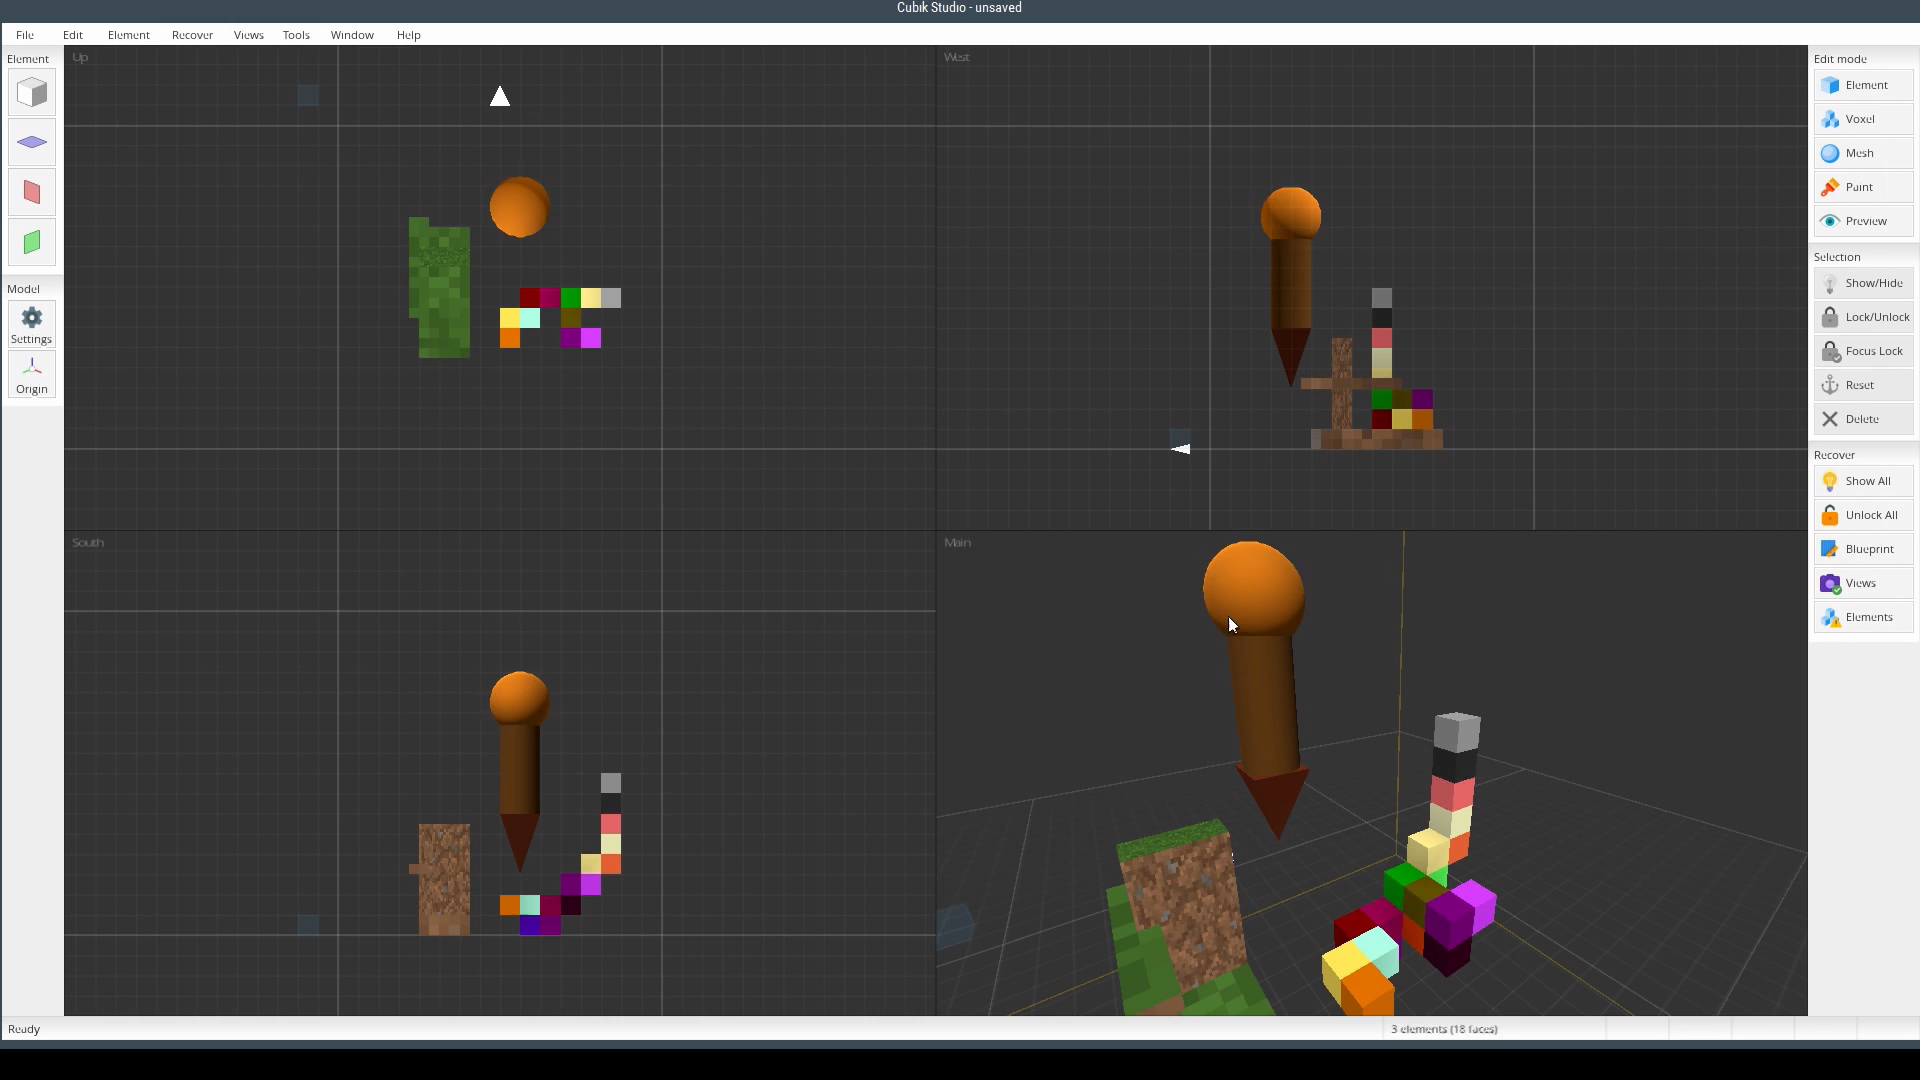 Cubik Studio - unsaved
File Edit Element Recover Views Tools Window Help
Element
Model
Settings
Origin
Up
West
South
Main
Edit mode
Element
Voxel
Mesh
Paint
Preview
Selection
Show/Hide
Lock/Unlock
Focus Lock
Reset
Delete
Recover
Show All
Unlock All
Blueprint
Views
Elements
Ready
3 elements (18 faces)